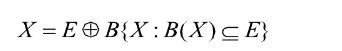 X = E ⊕ B{X : B(X) ⊆ E}